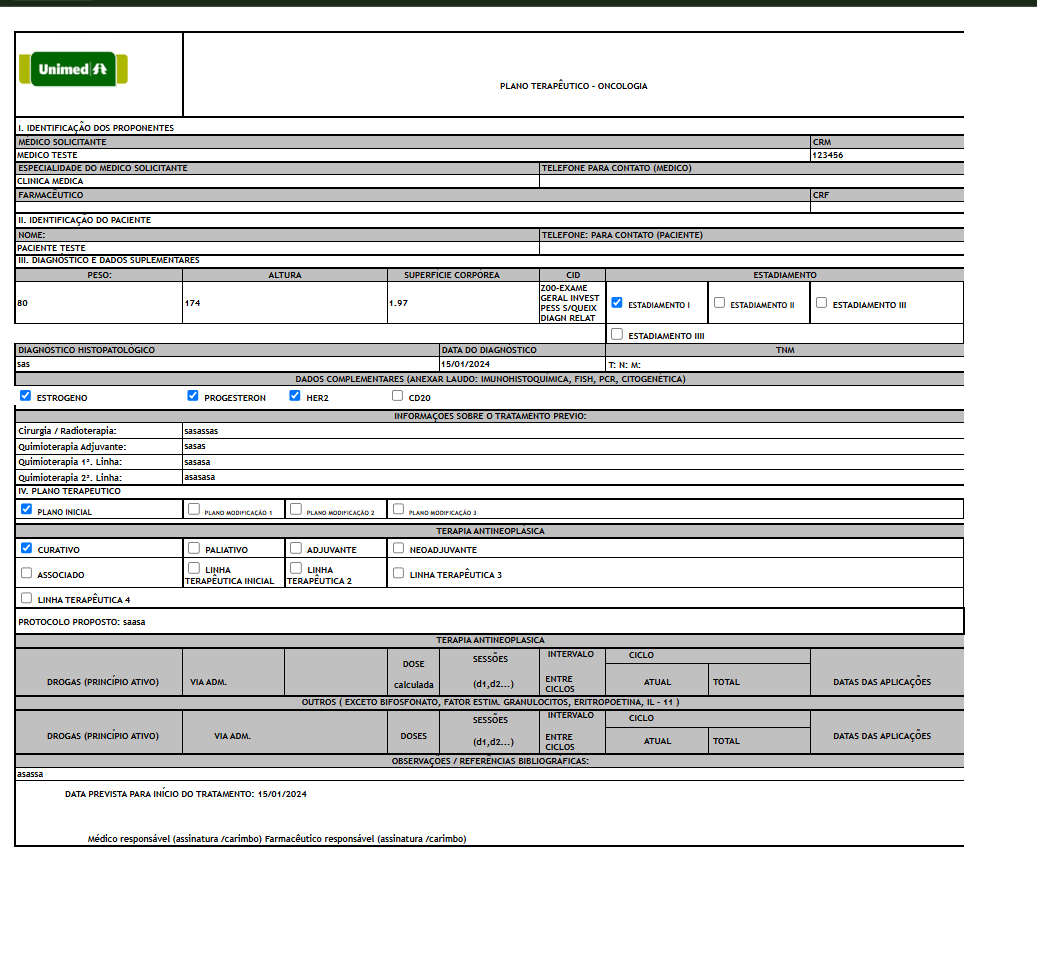 Unimed
PLANO TERAPÊUTICO - ONCOLOGIA
I. IDENTIFICAÇÃO DOS PROPONENTES
MÉDICO SOLICITANTE CRM
MEDICO TESTE 123456
ESPECIALIDADE DO MÉDICO SOLICITANTE TELEFONE PARA CONTATO (MÉDICO)
CLINICA MEDICA
FARMACÊUTICO CRF
II. IDENTIFICAÇÃO DO PACIENTE
NOME: TELEFONE: PARA CONTATO (PACIENTE)
PACIENTE TESTE
III. DIAGNÓSTICO E DADOS SUPLEMENTARES
PESO: ALTURA SUPERFÍCIE CORPÓREA CID ESTADIAMENTO
80 174 1.97 Z00-EXAME GERAL INVEST PESS S/QUEIX DIAGN RELAT ESTADIAMENTO I ESTADIAMENTO II ESTADIAMENTO III
ESTADIAMENTO IIII
DIAGNÓSTICO HISTOPATOLÓGICO DATA DO DIAGNÓSTICO TNM
sas 15/01/2024 T: N: M:
DADOS COMPLEMENTARES (ANEXAR LAUDO: IMUNOHISTOQUÍMICA, FISH, PCR, CITOGENÉTICA)
ESTROGENO PROGESTERON HER2 CD20
INFORMAÇOES SOBRE O TRATAMENTO PRÉVIO:
Cirurgia / Radioterapia: sasassas
Quimioterapia Adjuvante: sasas
Quimioterapia 1ª. Linha: sasasa
Quimioterapia 2ª. Linha: asasasa
IV. PLANO TERAPEUTICO
PLANO INICIAL PLANO MODIFICAÇÃO 1 PLANO MODIFICAÇÃO 2 PLANO MODIFICAÇÃO 3
TERAPIA ANTINEOPLÁSICA
CURATIVO PALIATIVO ADJUVANTE NEOADJUVANTE
ASSOCIADO LINHA TERAPÊUTICA INICIAL LINHA TERAPÊUTICA 2 LINHA TERAPÊUTICA 3
LINHA TERAPÊUTICA 4
PROTOCOLO PROPOSTO: saasa
TERAPIA ANTINEOPLASICA
DROGAS (PRINCÍPIO ATIVO) VIA ADM. DOSE calculada SESSÕES (d1,d2...) INTERVALO ENTRE CICLOS CICLO ATUAL TOTAL DATAS DAS APLICAÇÕES
OUTROS ( EXCETO BIFOSFONATO, FATOR ESTIM. GRANULOCITOS, ERITROPOETINA, IL - 11 )
DROGAS (PRINCÍPIO ATIVO) VIA ADM. DOSES SESSÕES (d1,d2...) INTERVALO ENTRE CICLOS CICLO ATUAL TOTAL DATAS DAS APLICAÇÕES
OBSERVAÇÕES / REFERÊNCIAS BIBLIOGRÁFICAS:
asassa
DATA PREVISTA PARA INÍCIO DO TRATAMENTO: 15/01/2024
Médico responsável (assinatura /carimbo) Farmacêutico responsável (assinatura /carimbo)